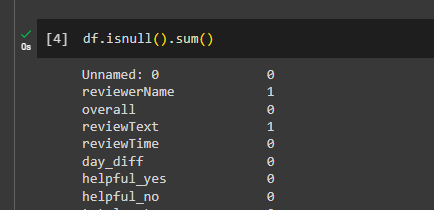 [4] df.isnull().sum()
0s
Unnamed: 0 0
reviewerName 1
overall 0
reviewText 1
reviewTime 0
day_diff 0
helpful_yes 0
helpful_no 0